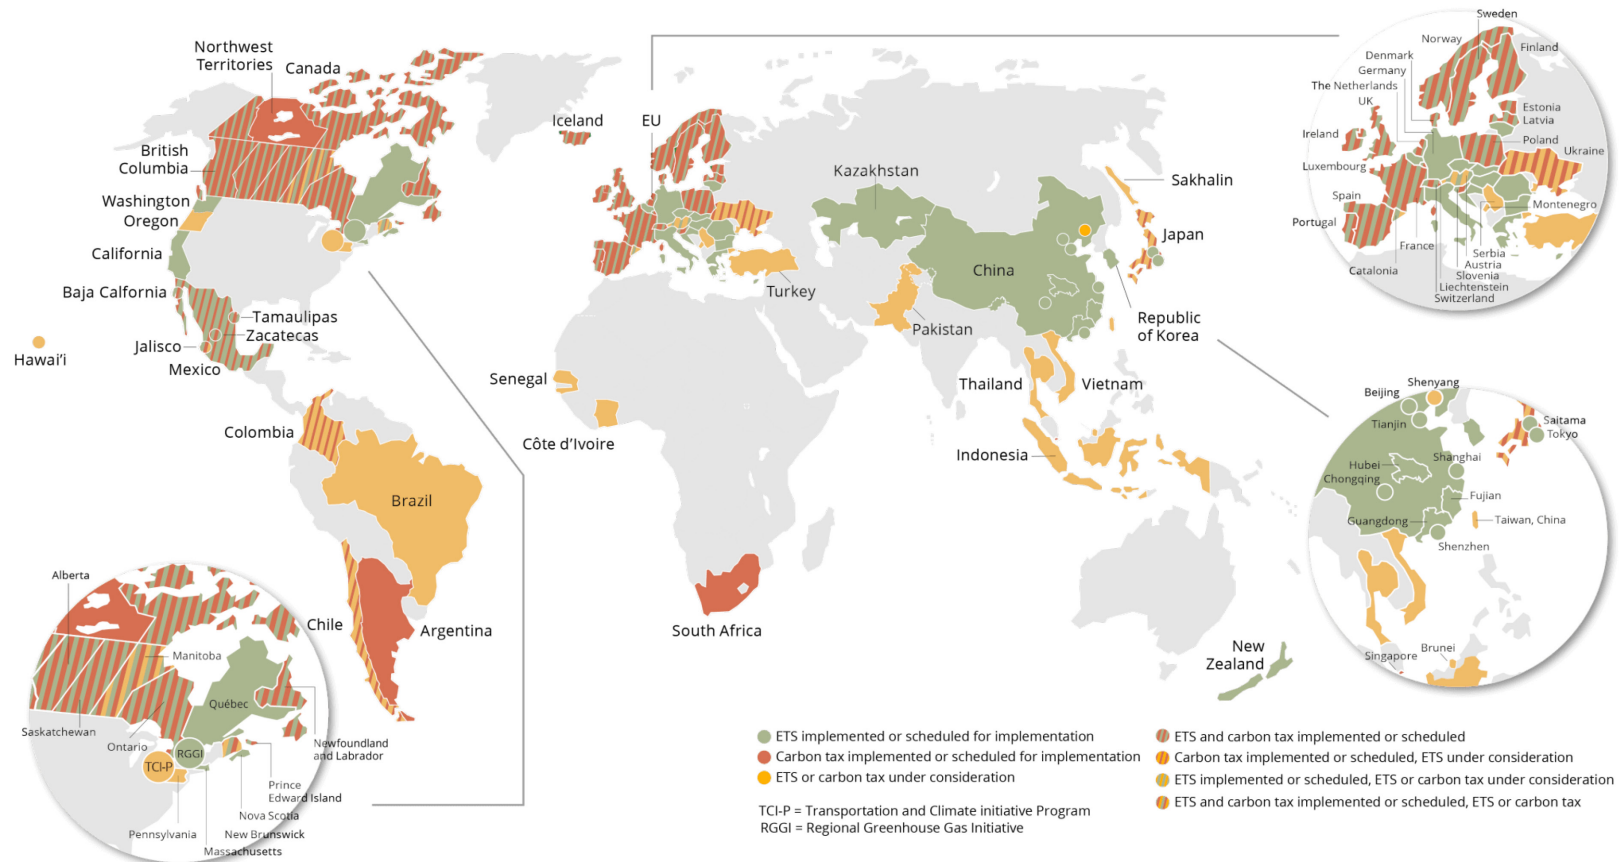 Northwest
Territories
Canada
British
Columbia
Washington
Oregon
California
Baja Calfornia
Hawai'i
Jalisco
Mexico
Tamaulipas
Zacatecas
Colombia
Brazil
Chile
Argentina
Iceland
EU
Kazakhstan
Sakhalin
Japan
China
Turkey
Pakistan
Republic
of Korea
Senegal
Côte d'Ivoire
Thailand
Vietnam
Indonesia
South Africa
New
Zealand
Sweden
Norway
Finland
Denmark
Germany
The Netherlands
UK
Estonia
Latvia
Ireland
Poland
Ukraine
Luxembourg
Spain
Montenegro
Portugal
France
Serbia
Catalonia
Austria
Slovenia
Liechtenstein
Switzerland
Shenyang
Beijing
Tianjin
Saitama
Tokyo
Shanghai
Hubei
Chongqing
Fujian
Guangdong
Taiwan, China
Shenzhen
Singapore
Brunei
Alberta
Manitoba
Québec
Saskatchewan
Ontario
RGGI
TCI-P
Newfoundland
and Labrador
Prince
Edward Island
Nova Scotia
Pennsylvania
New Brunswick
Massachusetts
ETS implemented or scheduled for implementation
Carbon tax implemented or scheduled for implementation
ETS or carbon tax under consideration
TCI-P = Transportation and Climate initiative Program
RGGI = Regional Greenhouse Gas Initiative
ETS and carbon tax implemented or scheduled
Carbon tax implemented or scheduled, ETS under consideration
ETS implemented or scheduled, ETS or carbon tax under consideration
ETS and carbon tax implemented or scheduled, ETS or carbon tax